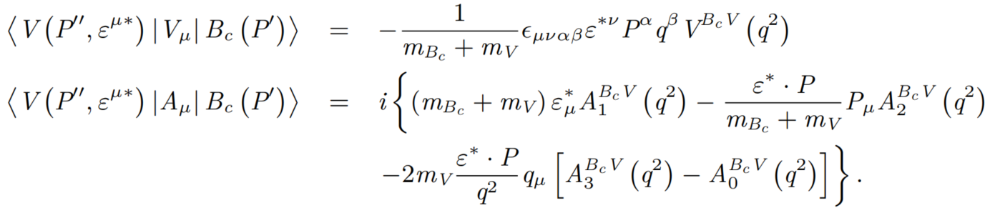 ⟨V(P′′, ε^{μ*}) |V_μ| B_c(P′)⟩ = −\frac{1}{m_{B_c} + m_V} ϵ_{μναβ} ε^{*ν} P^α q^β V^{B_c V}(q^2)
⟨V(P′′, ε^{μ*}) |A_μ| B_c(P′)⟩ = i{(m_{B_c} + m_V) ε^*_μ A_1^{B_c V}(q^2) − \frac{ε^* · P}{m_{B_c} + m_V} P_μ A_2^{B_c V}(q^2)
−2m_V \frac{ε^* · P}{q^2} q_μ [A_3^{B_c V}(q^2) − A_0^{B_c V}(q^2)]}.